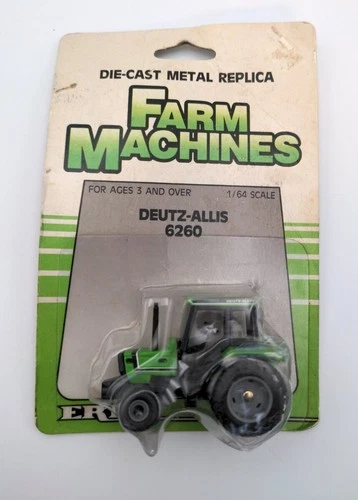 DIE-CAST METAL REPLICA
FARM
MACHINES
FOR AGES 3 AND OVER 1/64 SCALE
DEUTZ-ALLIS
6260